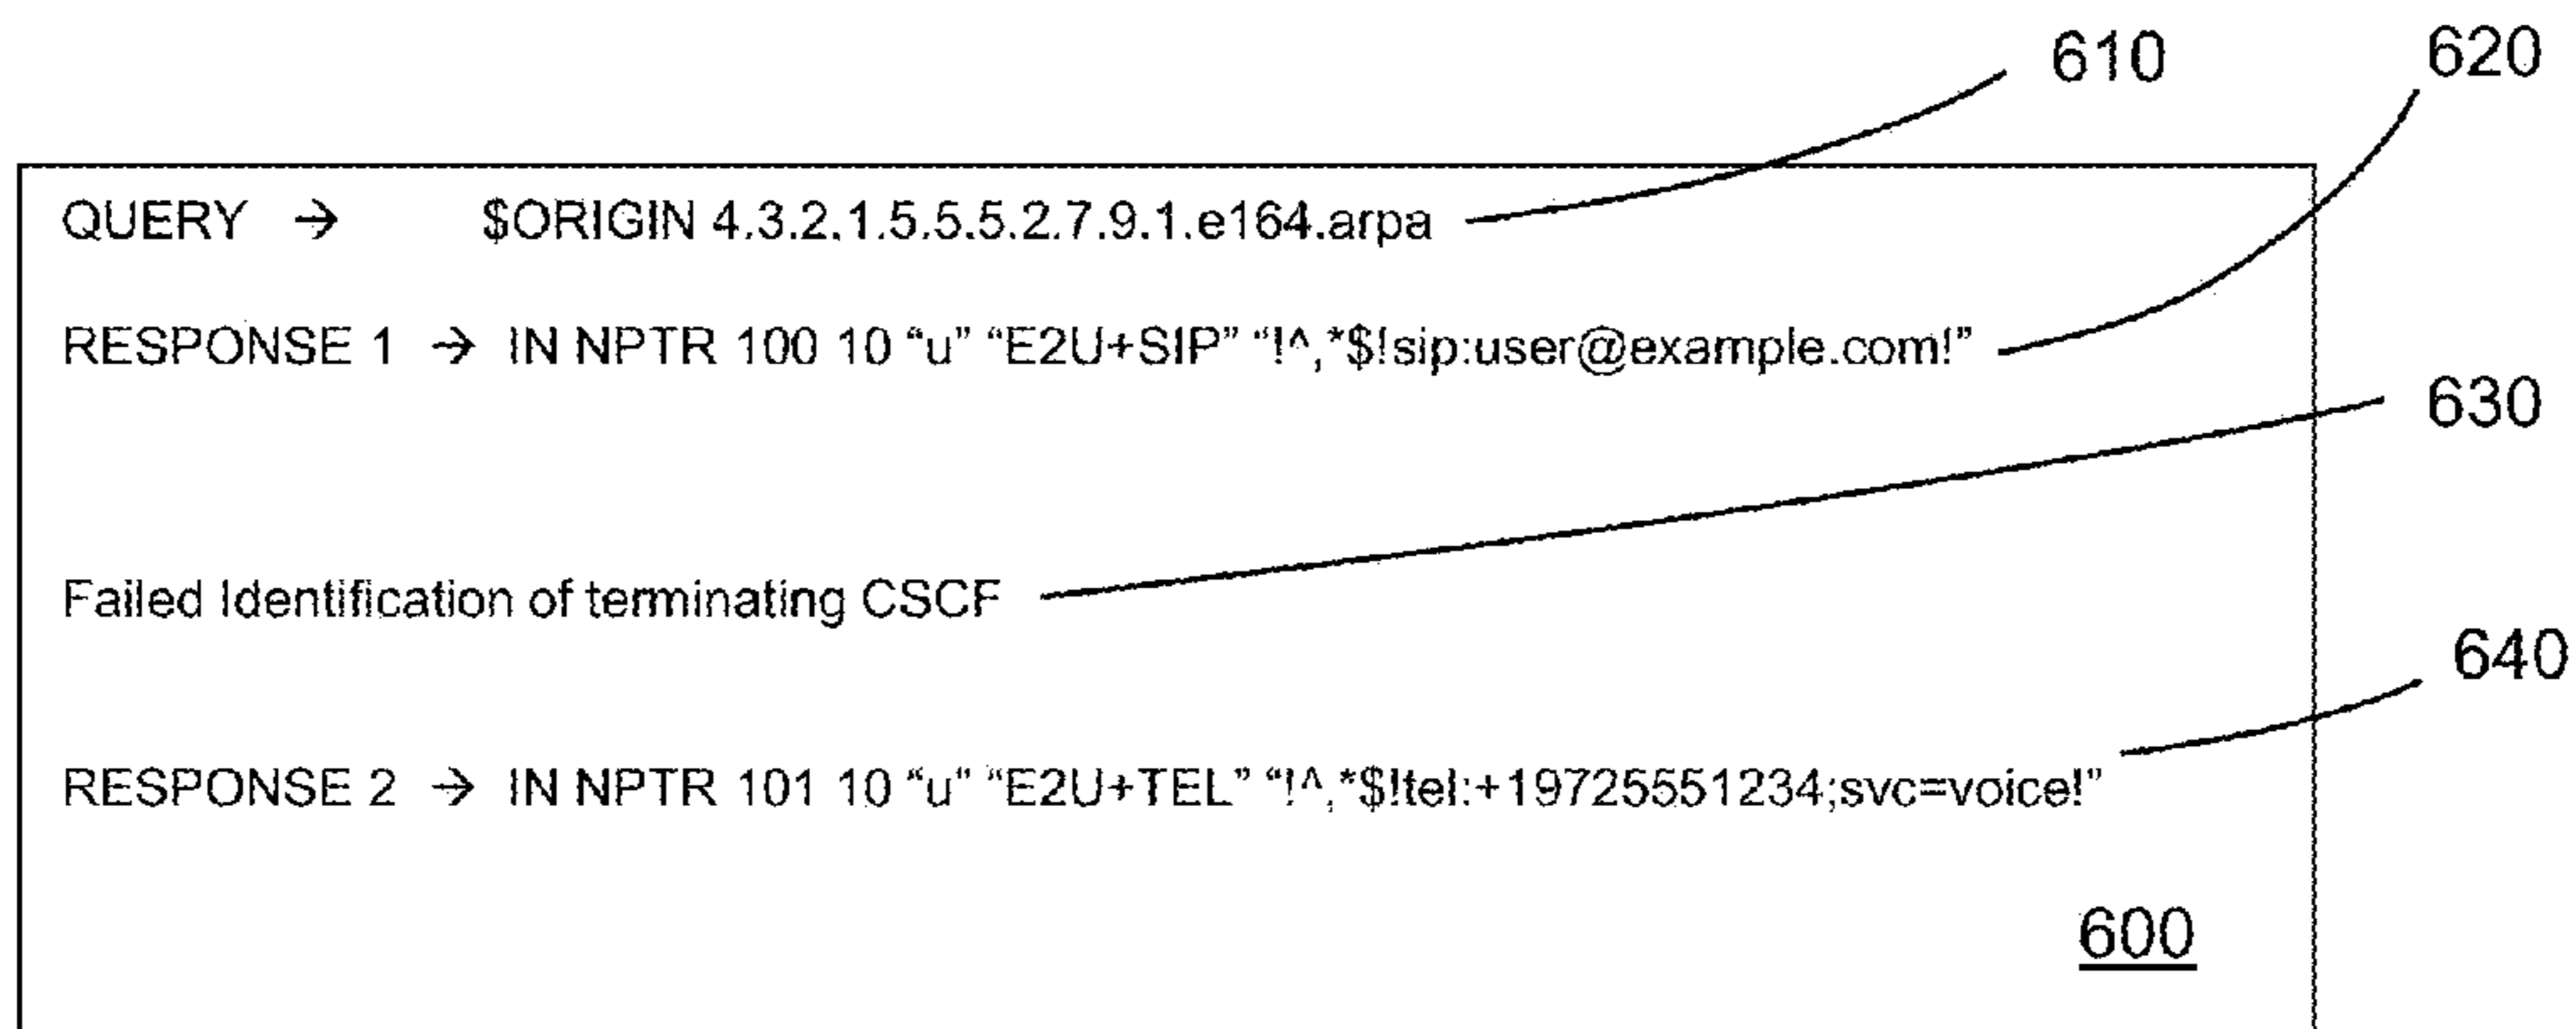 610
620
QUERY → $ORIGIN 4.3.2.1.5.5.5.2.7.9.1.e164.arpa
RESPONSE 1 → IN NPTR 100 10 “u” “E2U+SIP” “!^,*$!sip:user@example.com!”
630
Failed Identification of terminating CSCF
640
RESPONSE 2 → IN NPTR 101 10 “u” “E2U+TEL” “!^,*$!tel:+19725551234;svc=voice!”
600